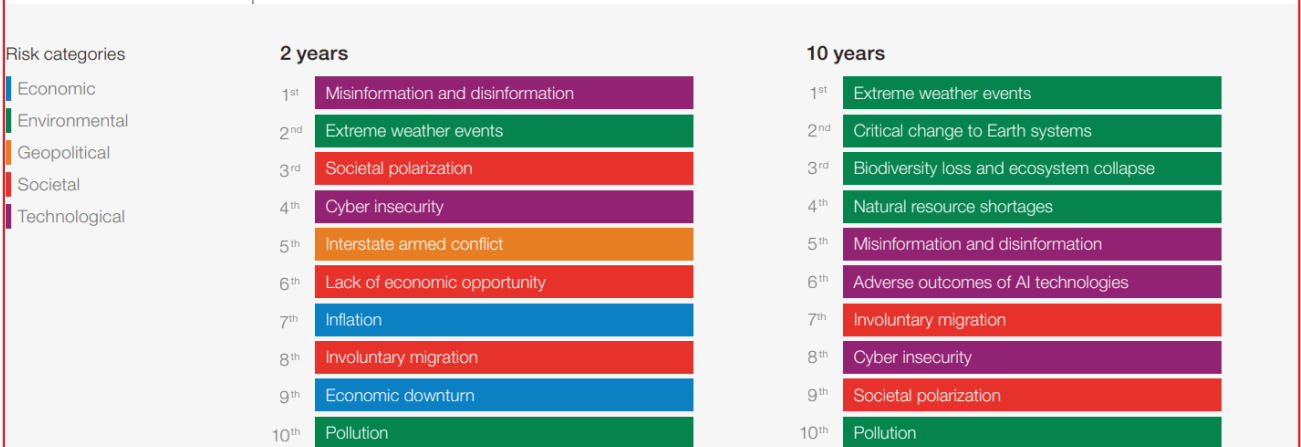 Risk categories
Economic
Environmental
Geopolitical
Societal
Technological
2 years
1st Misinformation and disinformation
2nd Extreme weather events
3rd Societal polarization
4th Cyber insecurity
5th Interstate armed conflict
6th Lack of economic opportunity
7th Inflation
8th Involuntary migration
9th Economic downturn
10th Pollution
10 years
1st Extreme weather events
2nd Critical change to Earth systems
3rd Biodiversity loss and ecosystem collapse
4th Natural resource shortages
5th Misinformation and disinformation
6th Adverse outcomes of AI technologies
7th Involuntary migration
8th Cyber insecurity
9th Societal polarization
10th Pollution